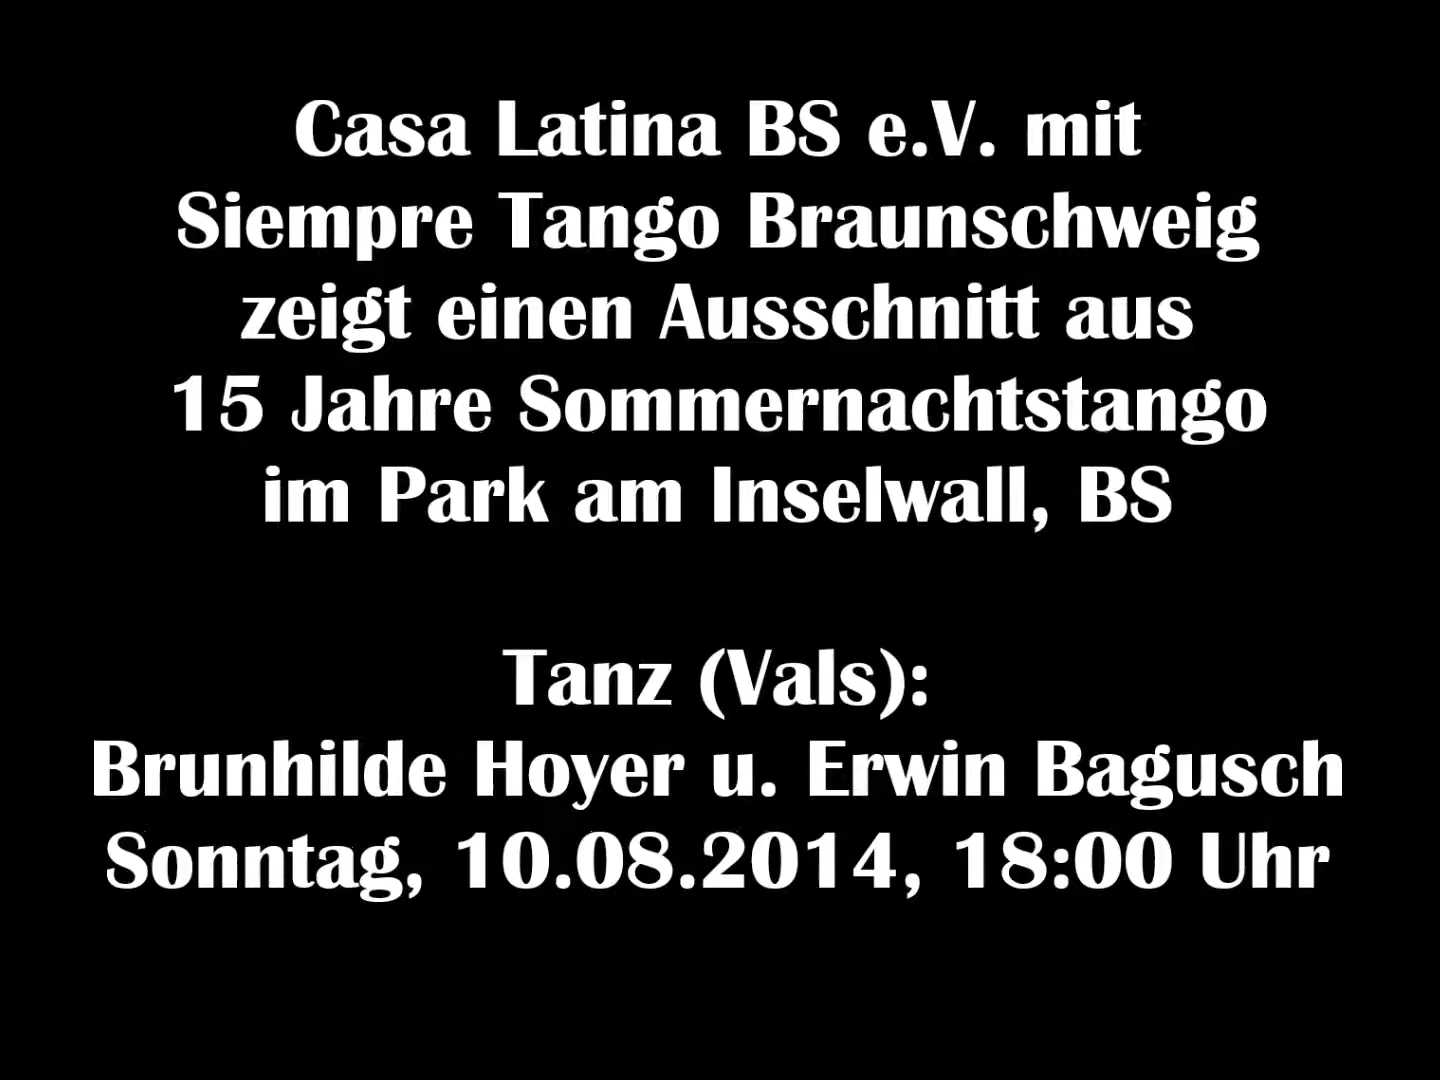 Casa Latina BS e.V. mit
Siempre Tango Braunschweig
zeigt einen Ausschnitt aus
15 Jahre Sommernachtstango
im Park am Inselwall, BS
Tanz (Vals):
Brunhilde Hoyer u. Erwin Bagusch
Sonntag, 10.08.2014, 18:00 Uhr